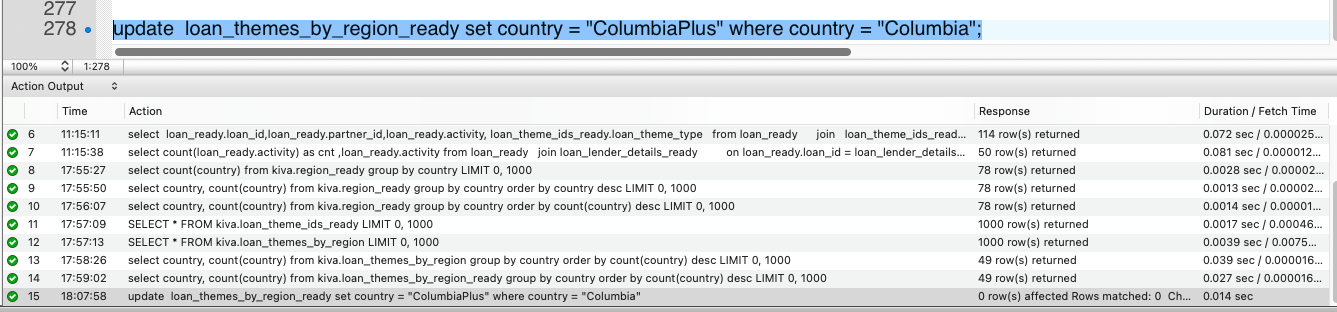 277
278 update loan_themes_by_region_ready set country = "ColumbiaPlus" where country = "Columbia";
100% 1:278
Action Output
Time Action Response Duration / Fetch Time
6 11:15:11 select loan_ready.loan_id,loan_ready.partner_id,loan_ready.activity, loan_theme_ids_ready.loan_theme_type from loan_ready join loan_theme_ids_read... 114 row(s) returned 0.072 sec / 0.000025...
7 11:15:38 select count(loan_ready.activity) as cnt ,loan_ready.activity from loan_ready join loan_lender_details_ready on loan_ready.loan_id = loan_lender_details... 50 row(s) returned 0.081 sec / 0.000012...
8 17:55:27 select count(country) from kiva.region_ready group by country LIMIT 0, 1000 78 row(s) returned 0.0028 sec / 0.00002...
9 17:55:50 select country, count(country) from kiva.region_ready group by country order by country desc LIMIT 0, 1000 78 row(s) returned 0.0013 sec / 0.00002...
10 17:56:07 select country, count(country) from kiva.region_ready group by country order by count(country) desc LIMIT 0, 1000 78 row(s) returned 0.0014 sec / 0.00001...
11 17:57:09 SELECT * FROM kiva.loan_theme_ids_ready LIMIT 0, 1000 1000 row(s) returned 0.0017 sec / 0.00046...
12 17:57:13 SELECT * FROM kiva.loan_themes_by_region LIMIT 0, 1000 1000 row(s) returned 0.0039 sec / 0.0075...
13 17:58:26 select country, count(country) from kiva.loan_themes_by_region group by country order by count(country) desc LIMIT 0, 1000 49 row(s) returned 0.039 sec / 0.000016...
14 17:59:02 select country, count(country) from kiva.loan_themes_by_region_ready group by country order by count(country) desc LIMIT 0, 1000 49 row(s) returned 0.027 sec / 0.000016...
15 18:07:58 update loan_themes_by_region_ready set country = "ColumbiaPlus" where country = "Columbia" 0 row(s) affected Rows matched: 0 Ch... 0.014 sec